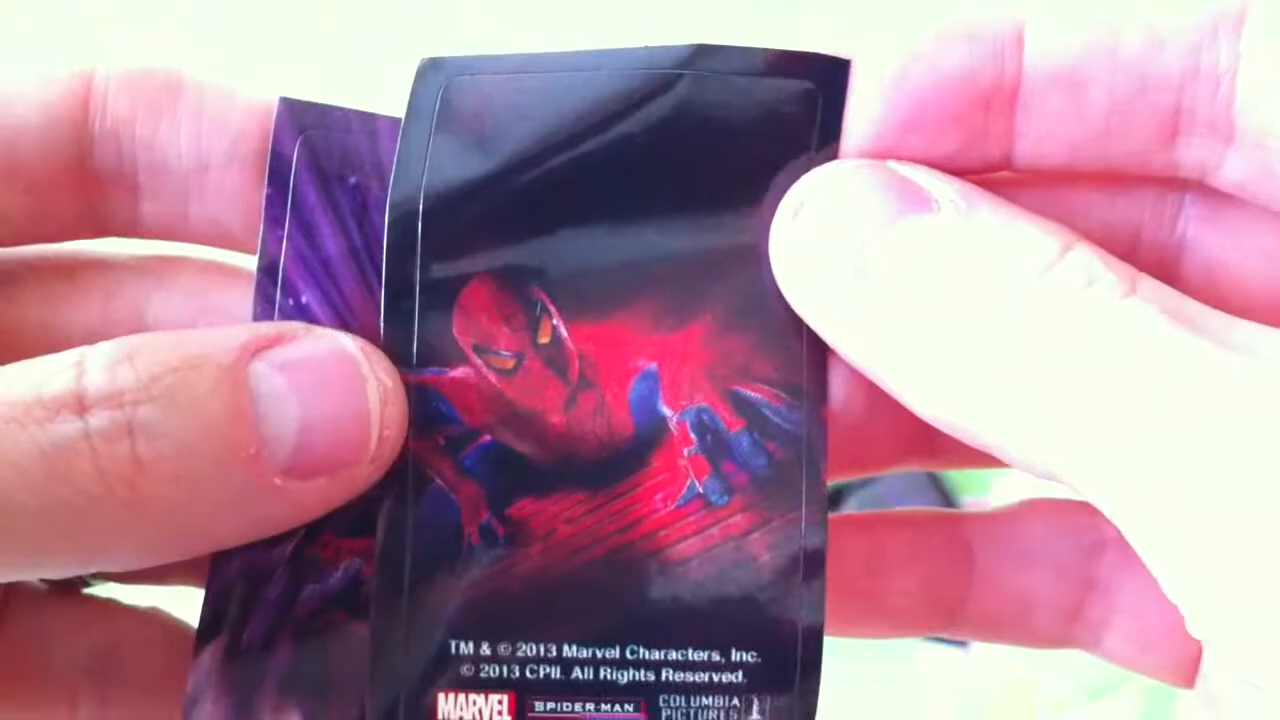 TM & © 2013 Marvel Characters, Inc.
© 2013 CPII. All Rights Reserved.
MARVEL SPIDER-MAN COLUMBIA
PICTURES